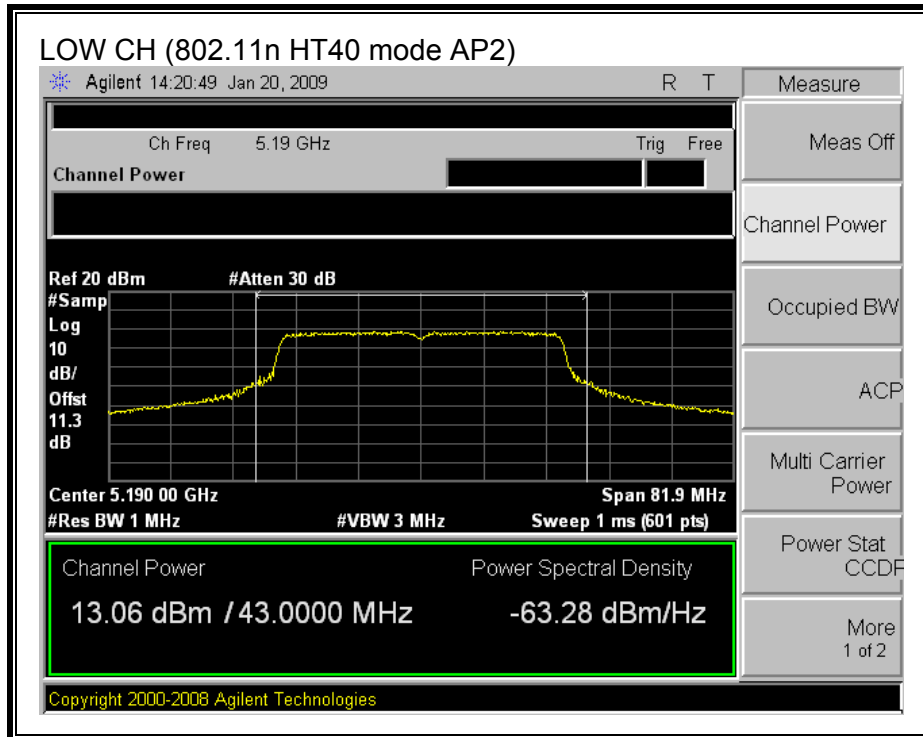 LOW CH (802.11n HT40 mode AP2)
Agilent 14:20:49 Jan 20, 2009 R T
Measure
Ch Freq 5.19 GHz Trig Free
Channel Power
Meas Off
Channel Power
Occupied BW
ACP
Multi Carrier
Power
Power Stat
CCDF
More
1 of 2
Ref 20 dBm #Atten 30 dB
#Samp
Log
10
dB/
Offst
11.3
dB
Center 5.190 00 GHz Span 81.9 MHz
#Res BW 1 MHz #VBW 3 MHz Sweep 1 ms (601 pts)
Channel Power Power Spectral Density
13.06 dBm / 43.0000 MHz -63.28 dBm/Hz
Copyright 2000-2008 Agilent Technologies